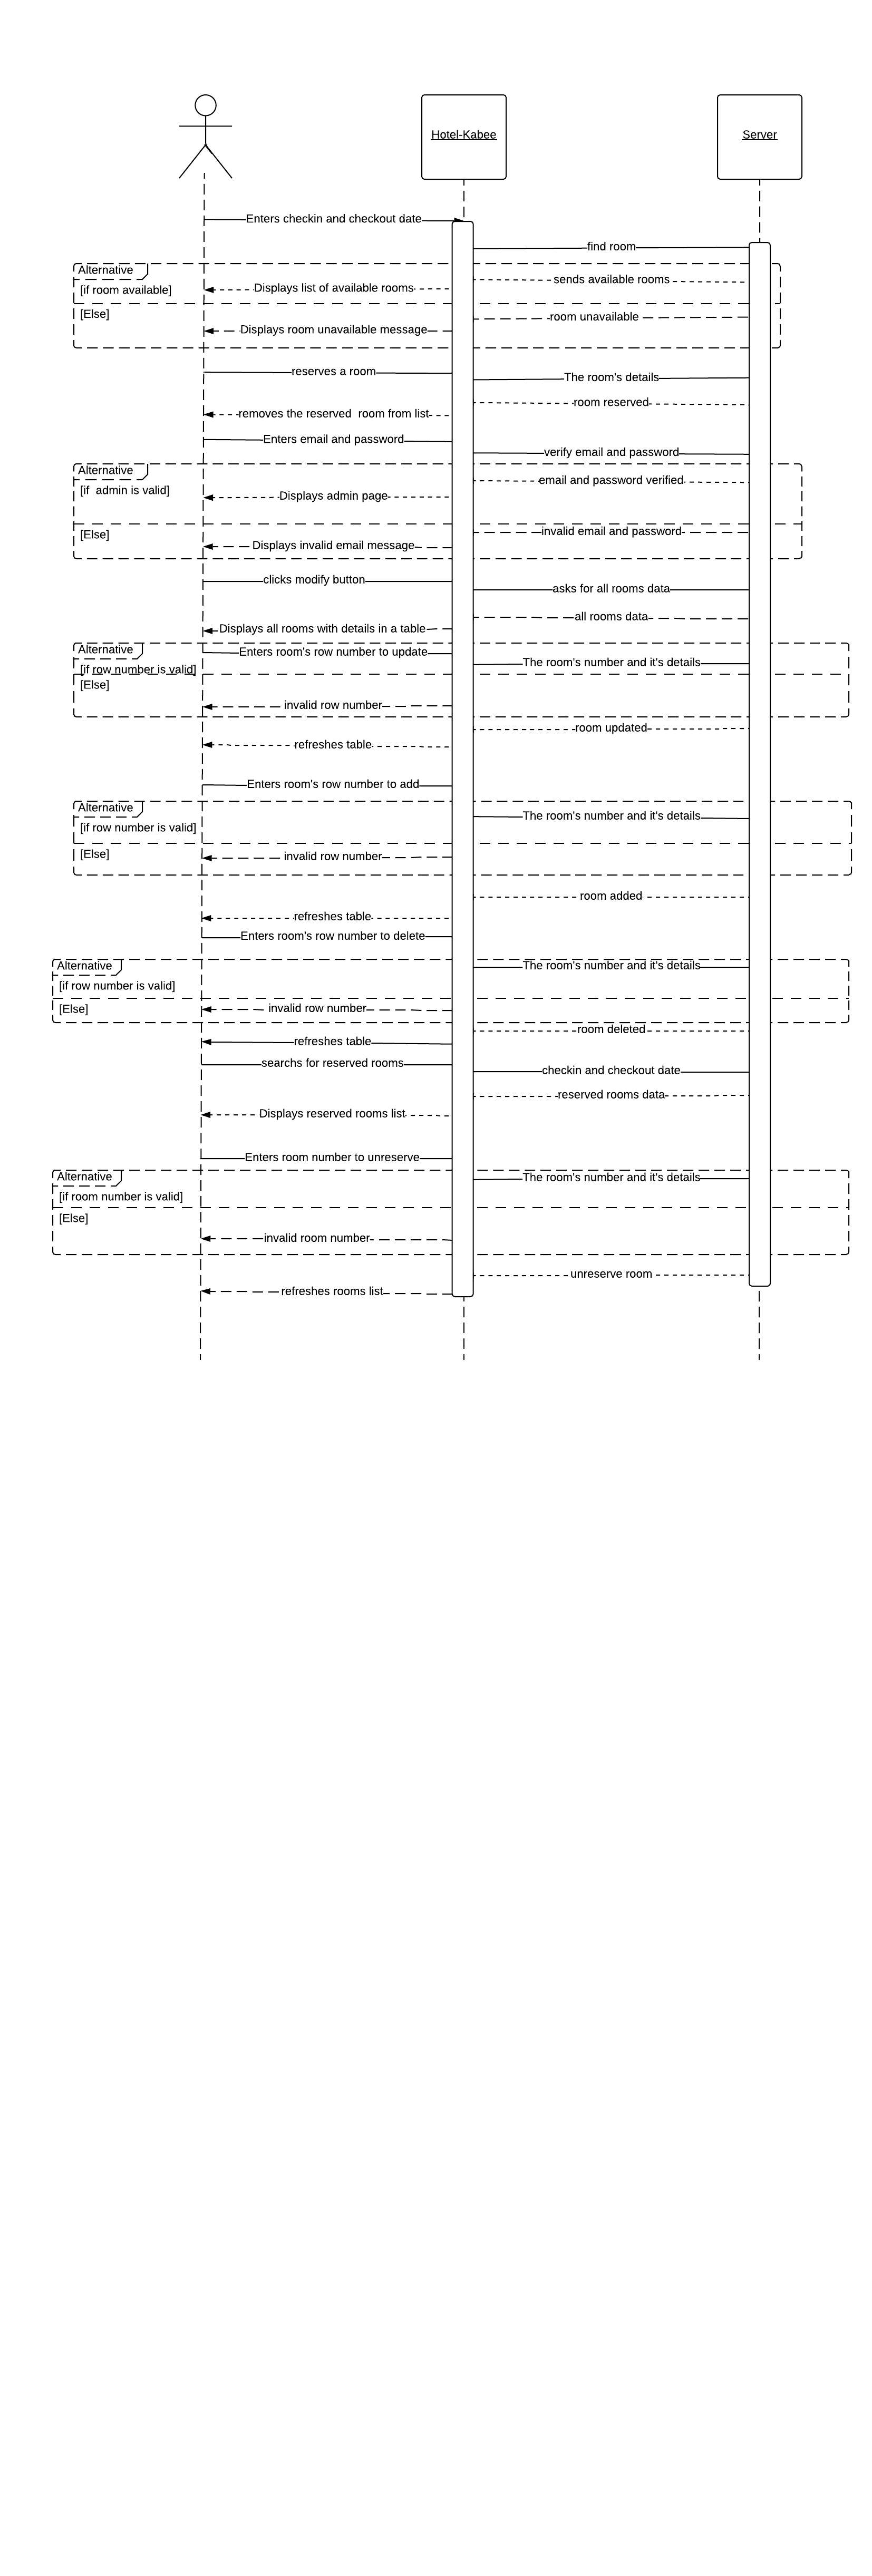 Hotel-Kabee
Server
Enters checkin and checkout date
find room
Alternative
[if room available]
sends available rooms
Displays list of available rooms
[Else]
room unavailable
Displays room unavailable message
reserves a room
The room's details
room reserved
removes the reserved  room from list
Enters email and password
verify email and password
Alternative
[if  admin is valid]
email and password verified
Displays admin page
[Else]
invalid email and password
Displays invalid email message
clicks modify button
asks for all rooms data
all rooms data
Displays all rooms with details in a table
Alternative
Enters room's row number to update
The room's number and it's details
[if row number is valid]
[Else]
invalid row number
room updated
refreshes table
Enters room's row number to add
Alternative
The room's number and it's details
[if row number is valid]
[Else]
invalid row number
room added
refreshes table
Enters room's row number to delete
Alternative
The room's number and it's details
[if row number is valid]
[Else]
invalid row number
room deleted
refreshes table
searchs for reserved rooms
checkin and checkout date
reserved rooms data
Displays reserved rooms list
Enters room number to unreserve
Alternative
The room's number and it's details
[if room number is valid]
[Else]
invalid room number
unreserve room
refreshes rooms list